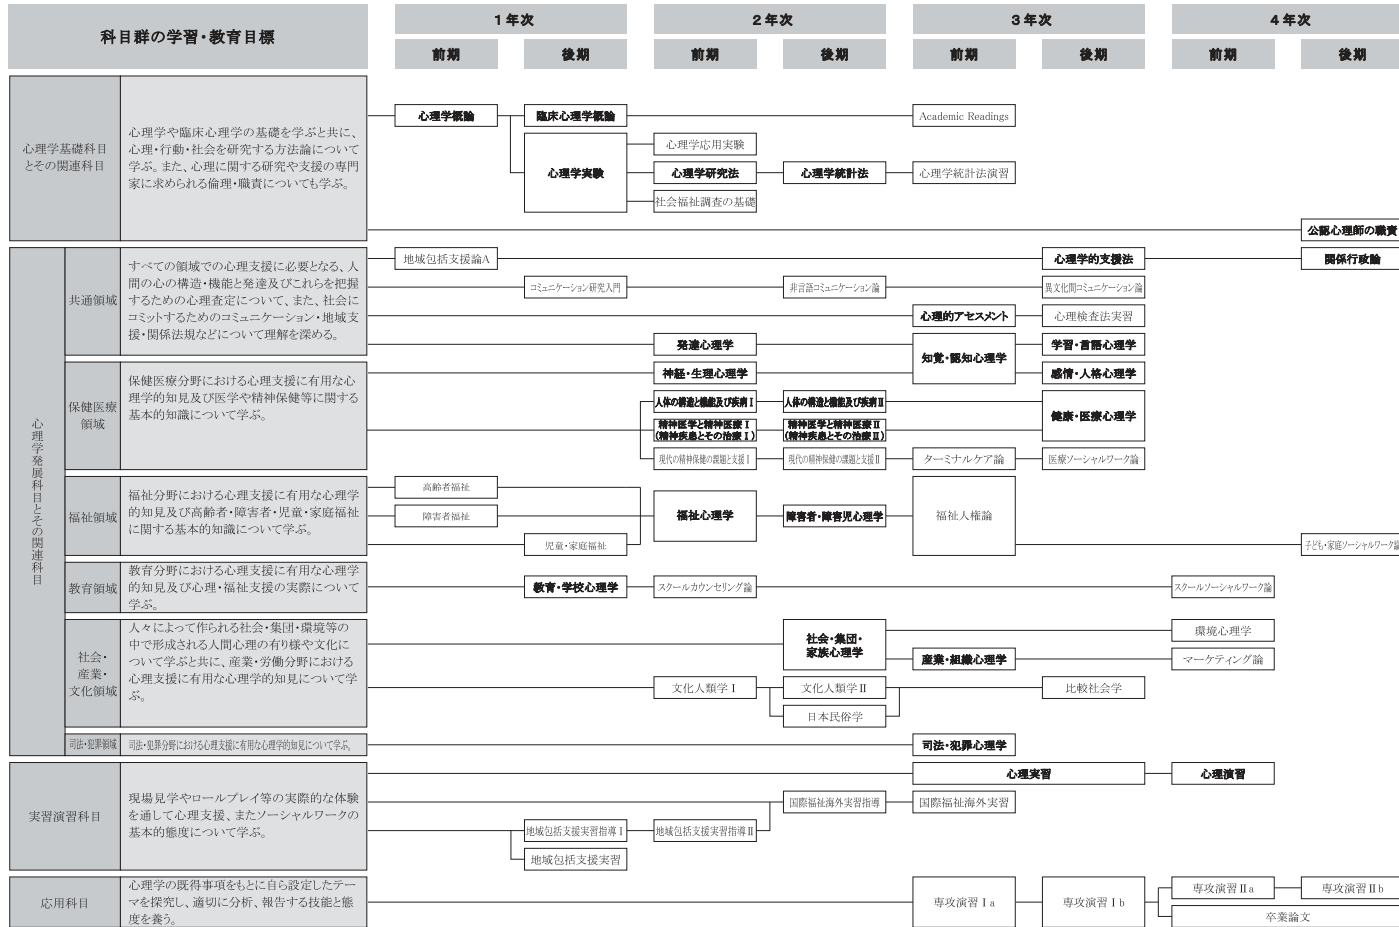 科目群の学習・教育目標
1年次
2年次
3年次
4年次
前期
後期
前期
後期
前期
後期
前期
後期
心理学基礎科目
とその関連科目
心理学や臨床心理学の基礎を学ぶと共に、
心理・行動・社会を研究する方法論について
学ぶ。また、心理に関する研究や支援の専門
家に求められる倫理・職責についても学ぶ。
心理学概論
臨床心理学概論
Academic Readings
心理学実験
心理学応用実験
心理学研究法
心理学統計法
心理学統計法演習
社会福祉調査の基礎
公認心理師の職責
心理学発展科目とその関連科目
共通領域
すべての領域での心理支援に必要となる、人
間の心の構造・機能と発達及びこれらを把握
するための心理査定について、また、社会に
コミットするためのコミュニケーション・地域支
援・関係法規などについて理解を深める。
地域包括支援論A
心理学的支援法
関係行政論
コミュニケーション研究入門
非言語コミュニケーション論
異文化間コミュニケーション論
心理的アセスメント
心理検査法実習
発達心理学
知覚・認知心理学
学習・言語心理学
保健医療
領域
保健医療分野における心理支援に有用な心
理学的知見及び医学や精神保健等に関する
基本的知識について学ぶ。
神経・生理心理学
感情・人格心理学
人体の構造と機能及び疾病Ⅰ
人体の構造と機能及び疾病Ⅱ
健康・医療心理学
精神医学と精神医療Ⅰ
(精神疾患とその治療Ⅰ)
精神医学と精神医療Ⅱ
(精神疾患とその治療Ⅱ)
現代の精神保健の課題と支援Ⅰ
現代の精神保健の課題と支援Ⅱ
ターミナルケア論
医療ソーシャルワーク論
福祉領域
福祉分野における心理支援に有用な心理学
的知見及び高齢者・障害者・児童・家庭福祉
に関する基本的知識について学ぶ。
高齢者福祉
障害者福祉
児童・家庭福祉
福祉心理学
障害者・障害児心理学
福祉人権論
子ども・家庭ソーシャルワーク論
教育領域
教育分野における心理支援に有用な心理学
的知見及び心理・福祉支援の実際について
学ぶ。
教育・学校心理学
スクールカウンセリング論
スクールソーシャルワーク論
社会・
産業・
文化領域
人々によって作られる社会・集団・環境等の
中で形成される人間心理の有り様や文化に
ついて学ぶと共に、産業・労働分野における
心理支援に有用な心理学的知見について学
ぶ。
社会・集団・
家族心理学
環境心理学
産業・組織心理学
マーケティング論
文化人類学Ⅰ
文化人類学Ⅱ
比較社会学
日本民俗学
司法・犯罪領域
司法・犯罪分野における心理支援に有用な心理学的知見について学ぶ。
司法・犯罪心理学
実習演習科目
現場見学やロールプレイ等の実際的な体験
を通して心理支援、またソーシャルワークの
基本的態度について学ぶ。
心理実習
心理演習
国際福祉海外実習指導
国際福祉海外実習
地域包括支援実習指導Ⅰ
地域包括支援実習指導Ⅱ
地域包括支援実習
応用科目
心理学の既得事項をもとに自ら設定したテー
マを探究し、適切に分析、報告する技能と態
度を養う。
専攻演習Ⅰa
専攻演習Ⅰb
専攻演習Ⅱa
専攻演習Ⅱb
卒業論文